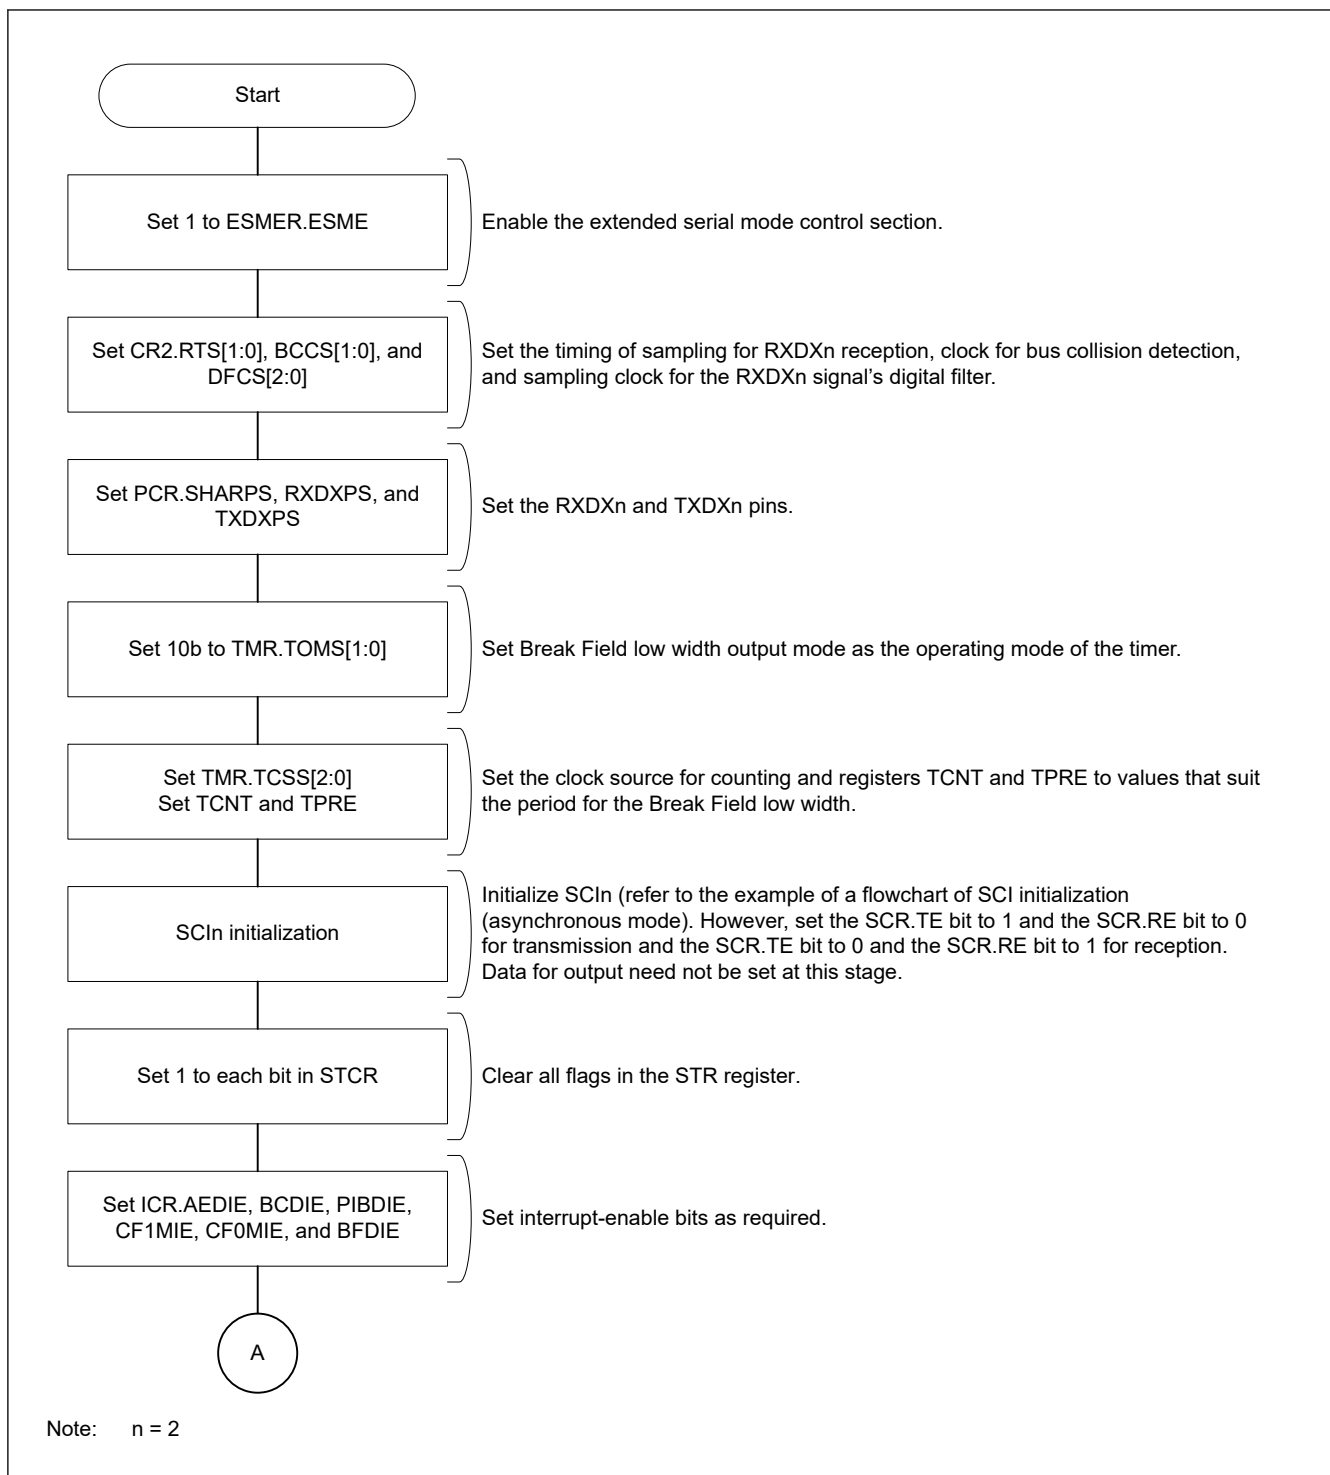 Start
Set 1 to ESMER.ESME
Enable the extended serial mode control section.
Set CR2.RTS[1:0], BCCS[1:0], and
DFCS[2:0]
Set the timing of sampling for RXDXn reception, clock for bus collision detection,
and sampling clock for the RXDXn signal’s digital filter.
Set PCR.SHARPS, RXDXPS, and
TXDXPS
Set the RXDXn and TXDXn pins.
Set 10b to TMR.TOMS[1:0]
Set Break Field low width output mode as the operating mode of the timer.
Set TMR.TCSS[2:0]
Set TCNT and TPRE
Set the clock source for counting and registers TCNT and TPRE to values that suit
the period for the Break Field low width.
SCIn initialization
Initialize SCIn (refer to the example of a flowchart of SCI initialization
(asynchronous mode). However, set the SCR.TE bit to 1 and the SCR.RE bit to 0
for transmission and the SCR.TE bit to 0 and the SCR.RE bit to 1 for reception.
Data for output need not be set at this stage.
Set 1 to each bit in STCR
Clear all flags in the STR register.
Set ICR.AEDIE, BCDIE, PIBDIE,
CF1MIE, CF0MIE, and BFDIE
Set interrupt-enable bits as required.
A
Note: n = 2